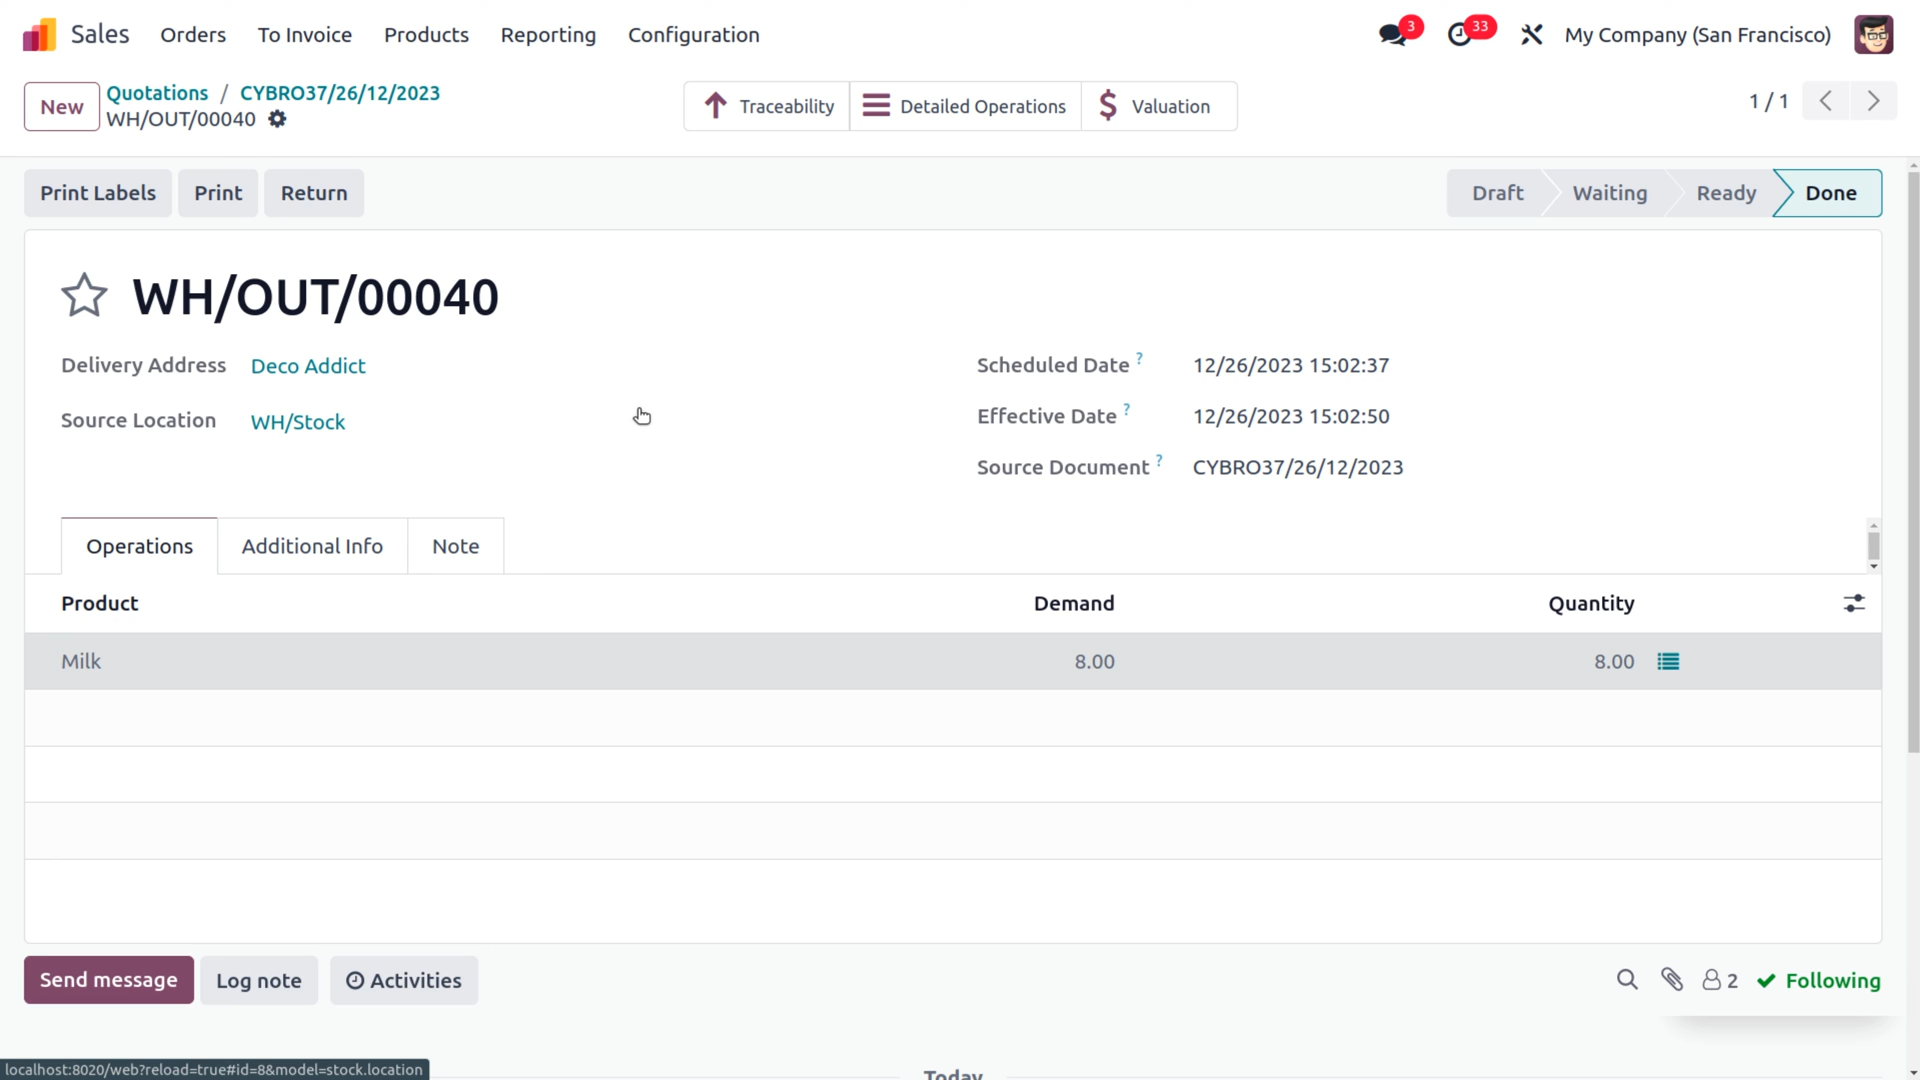 Sales Orders To Invoice Products Reporting Configuration 3 33 My Company (San Francisco)
New Quotations / CYBRO37/26/12/2023 Traceability Detailed Operations Valuation 1 / 1
WH/OUT/00040
Print Labels Print Return Draft Waiting Ready Done
WH/OUT/00040
Delivery Address Deco Addict Scheduled Date ? 12/26/2023 15:02:37
Source Location WH/Stock Effective Date ? 12/26/2023 15:02:50
Source Document ? CYBRO37/26/12/2023
Operations Additional Info Note
Product Demand Quantity
Milk 8.00 8.00
Send message Log note Activities 2 Following
localhost:8020/web?reload=true#id=8&model=stock.location Today